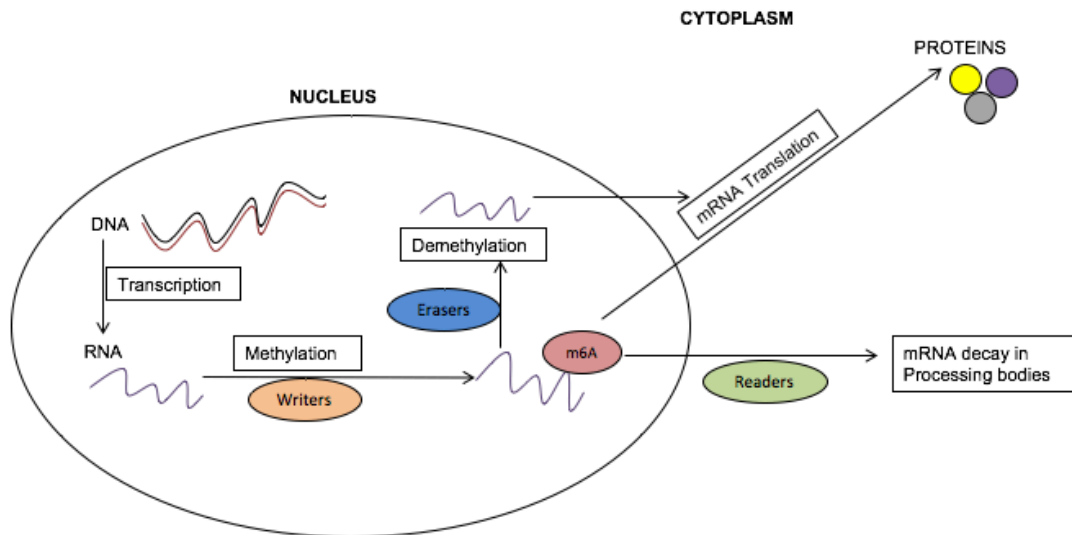 CYTOPLASM
PROTEINS
NUCLEUS
mRNA Translation
DNA
Demethylation
Transcription
Erasers
RNA
Methylation
m6A
mRNA decay in
Processing bodies
Readers
Writers